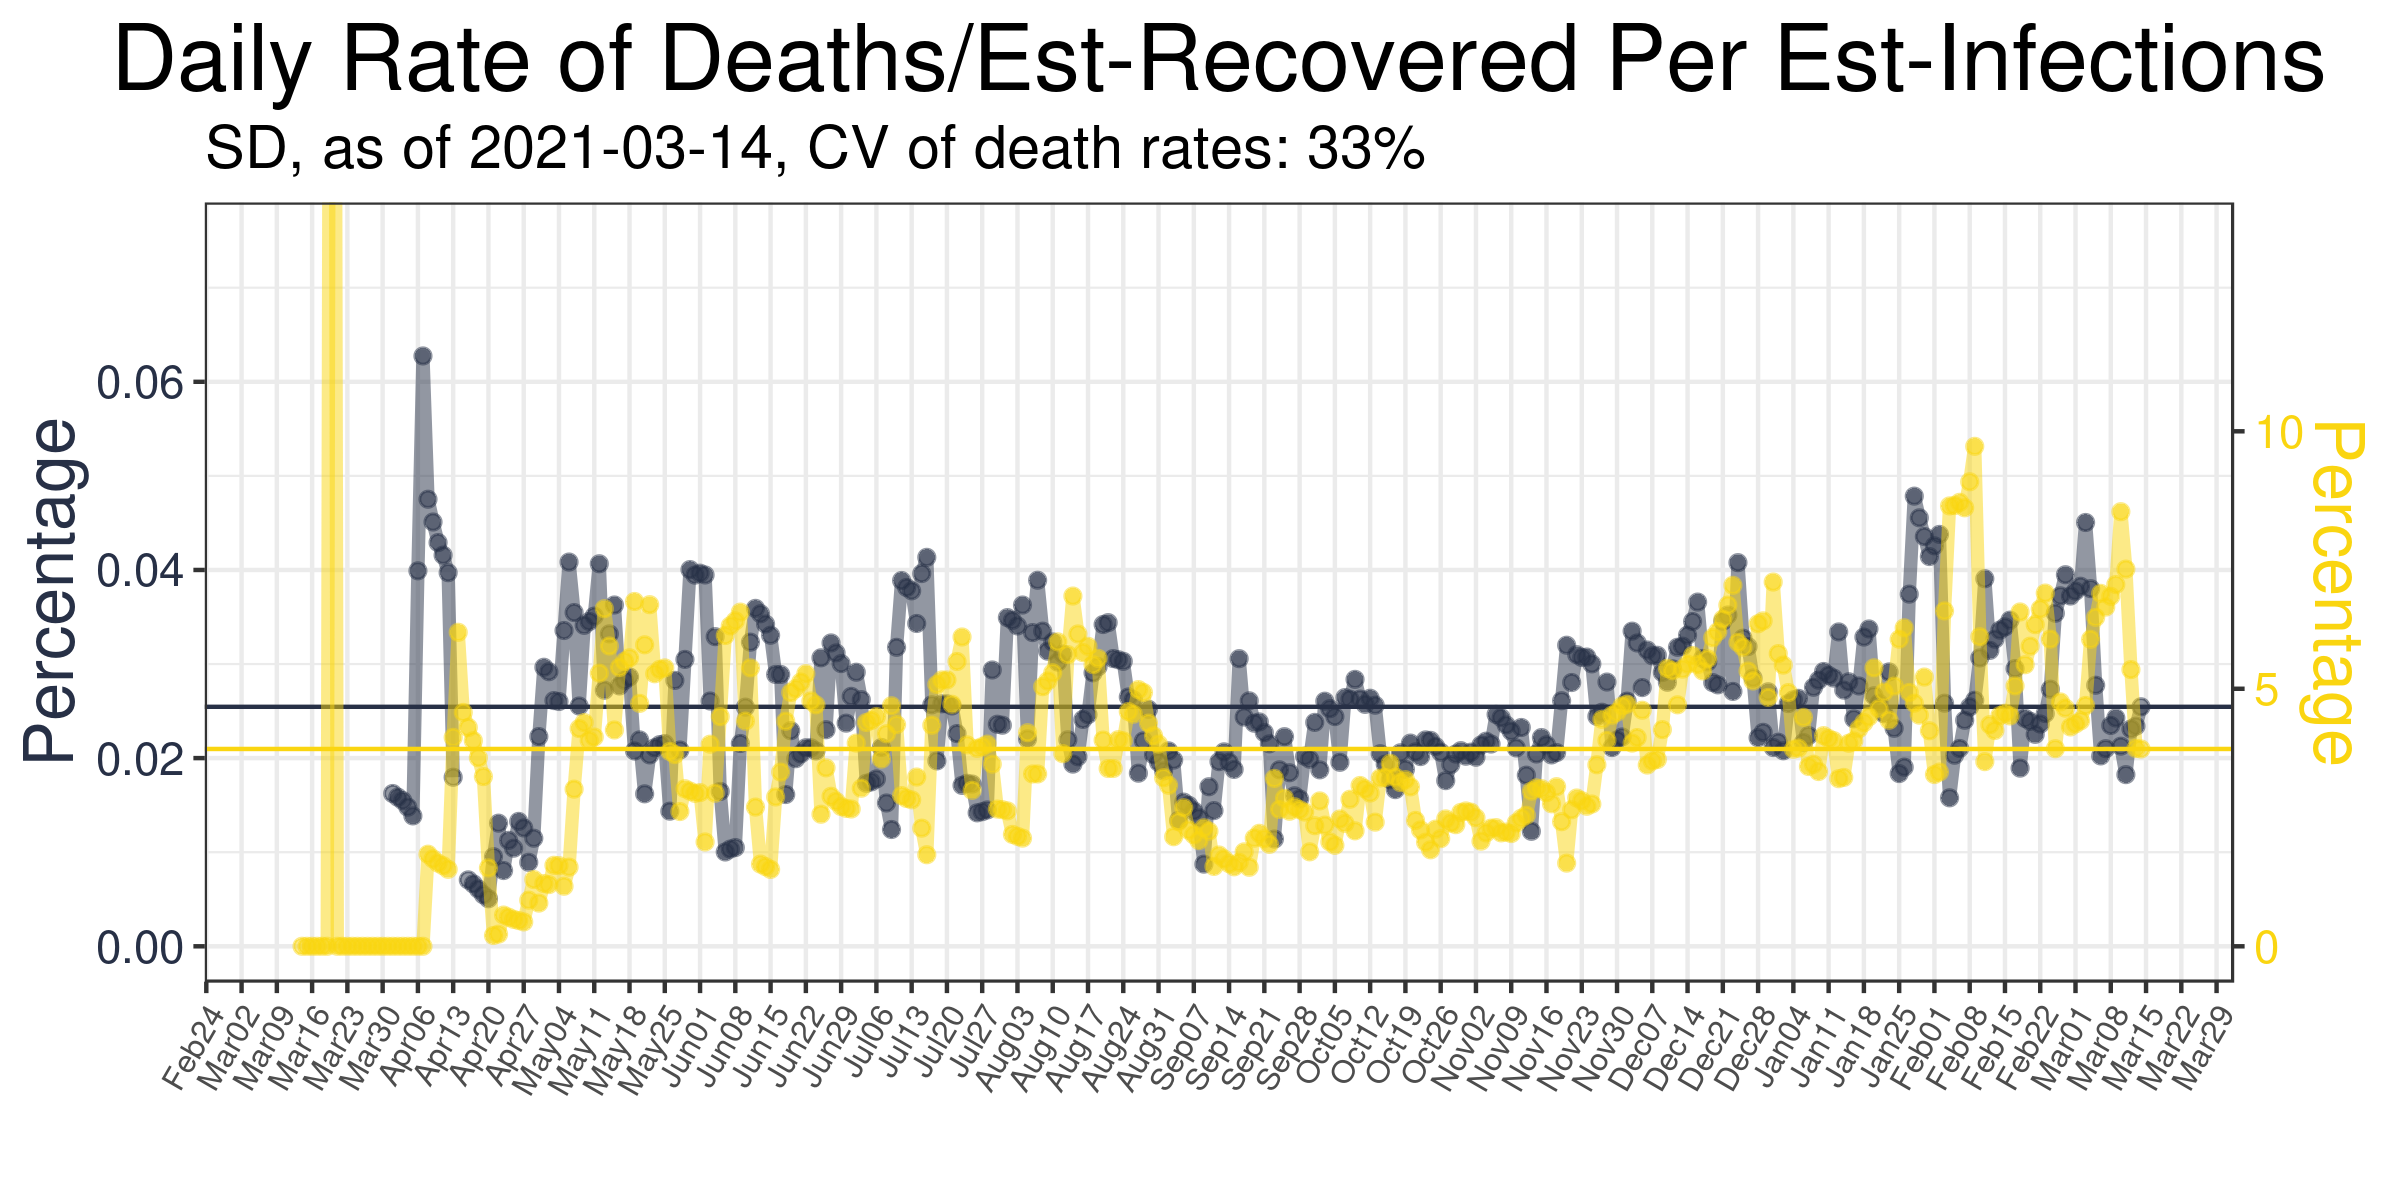 Daily Rate of Deaths/Est-Recovered Per Est-Infections
SD, as of 2021-03-14, CV of death rates: 33%
Percentage
0.06
0.04
0.02
0.00
10
5
0
Percentage
Feb24
Mar02
Mar09
Mar16
Mar23
Mar30
Apr06
Apr13
Apr20
Apr27
May04
May11
May18
May25
Jun01
Jun08
Jun15
Jun22
Jun29
Jul06
Jul13
Jul20
Jul27
Aug03
Aug10
Aug17
Aug24
Aug31
Sep07
Sep14
Sep21
Sep28
Oct05
Oct12
Oct19
Oct26
Nov02
Nov09
Nov16
Nov23
Nov30
Dec07
Dec14
Dec21
Dec28
Jan04
Jan11
Jan18
Jan25
Feb01
Feb08
Feb15
Feb22
Mar01
Mar08
Mar15
Mar22
Mar29